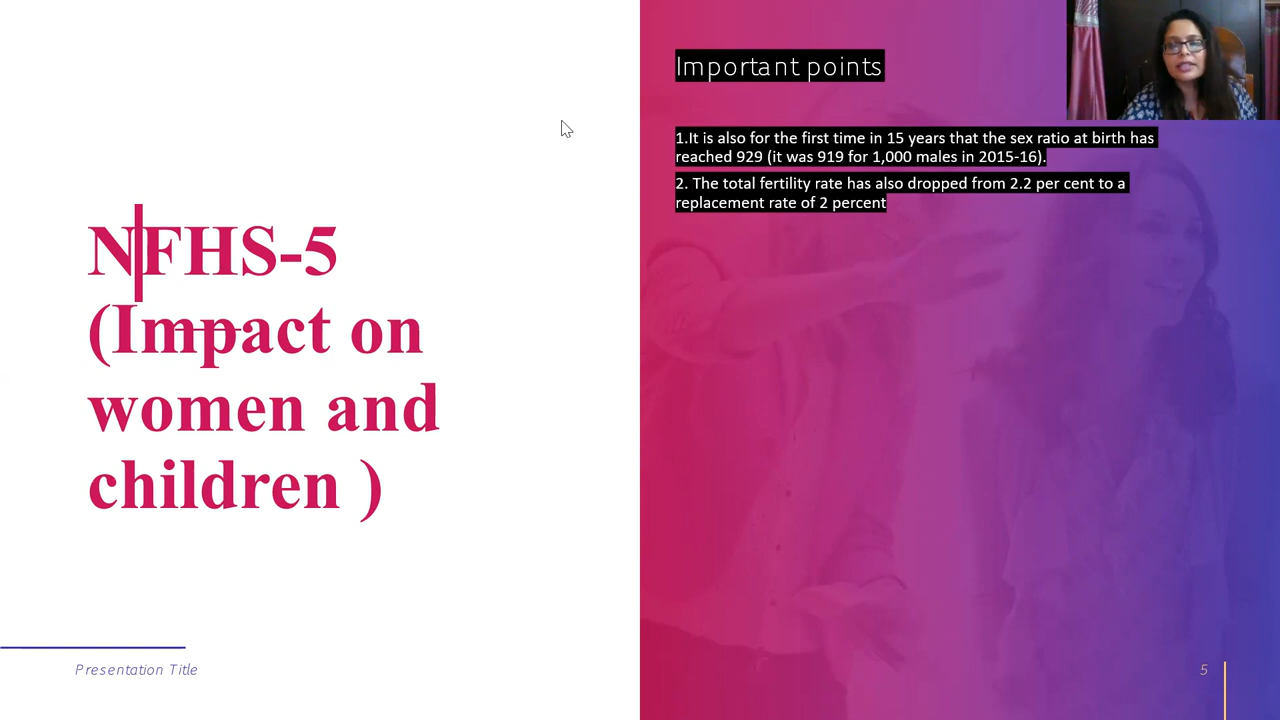 NFHS-5
(Impact on
women and
children )
Important points
1.It is also for the first time in 15 years that the sex ratio at birth has
reached 929 (it was 919 for 1,000 males in 2015-16).
2. The total fertility rate has also dropped from 2.2 per cent to a
replacement rate of 2 percent
Presentation Title
5